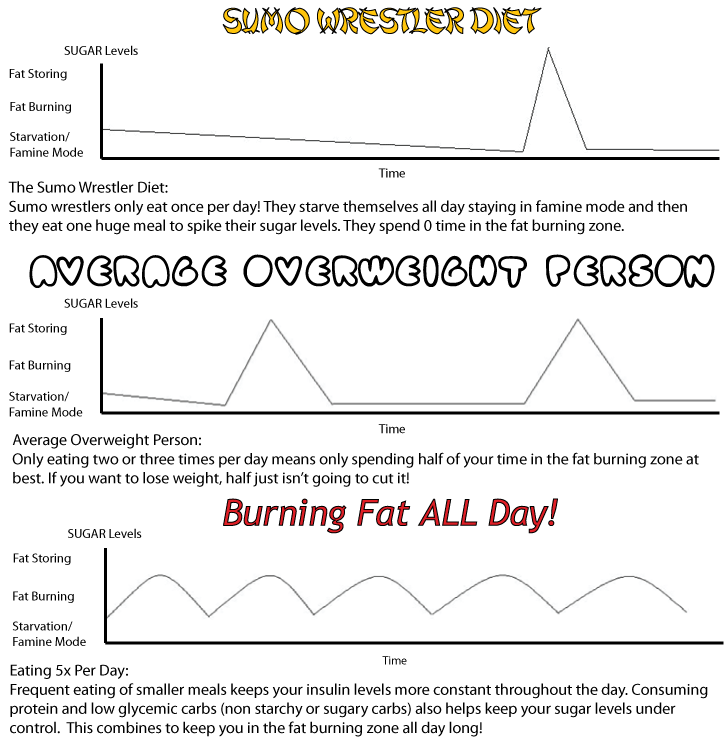 SUMO WRESTLER DIET
SUGAR Levels
Fat Storing
Fat Burning
Starvation/
Famine Mode
Time
The Sumo Wrestler Diet:
Sumo wrestlers only eat once per day! They starve themselves all day staying in famine mode and then
they eat one huge meal to spike their sugar levels. They spend 0 time in the fat burning zone.
AVERAGE OVERWEIGHT PERSON
SUGAR Levels
Fat Storing
Fat Burning
Starvation/
Famine Mode
Time
Average Overweight Person:
Only eating two or three times per day means only spending half of your time in the fat burning zone at
best. If you want to lose weight, half just isn't going to cut it!
Burning Fat ALL Day!
SUGAR Levels
Fat Storing
Fat Burning
Starvation/
Famine Mode
Time
Eating 5x Per Day:
Frequent eating of smaller meals keeps your insulin levels more constant throughout the day. Consuming
protein and low glycemic carbs (non starchy or sugary carbs) also helps keep your sugar levels under
control.  This combines to keep you in the fat burning zone all day long!